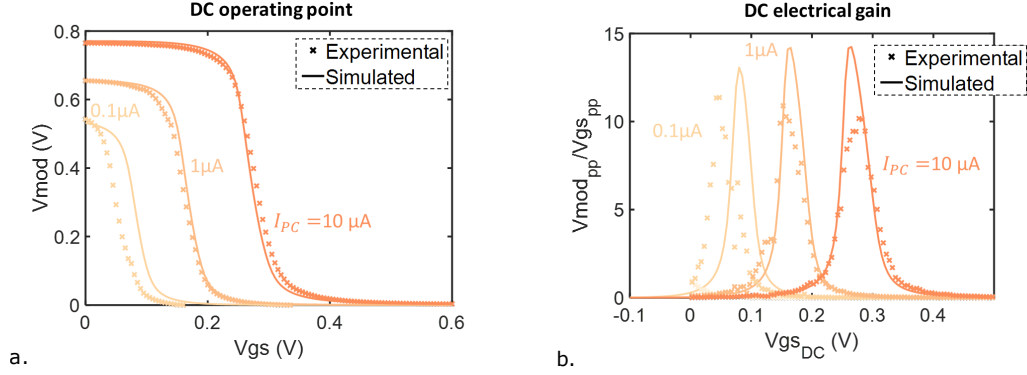 DC operating point
0.8
0.6
0.4
0.2
0
Vmod (V)
× Experimental
Simulated
0.1µA
1µA
I_PC = 10 µA
0 0.2 0.4 0.6
Vgs (V)
a.
DC electrical gain
15
10
5
0
Vmod_pp/Vgs_pp
× Experimental
Simulated
1µA
0.1µA
I_PC = 10 µA
-0.1 0 0.1 0.2 0.3 0.4
Vgs_DC (V)
b.